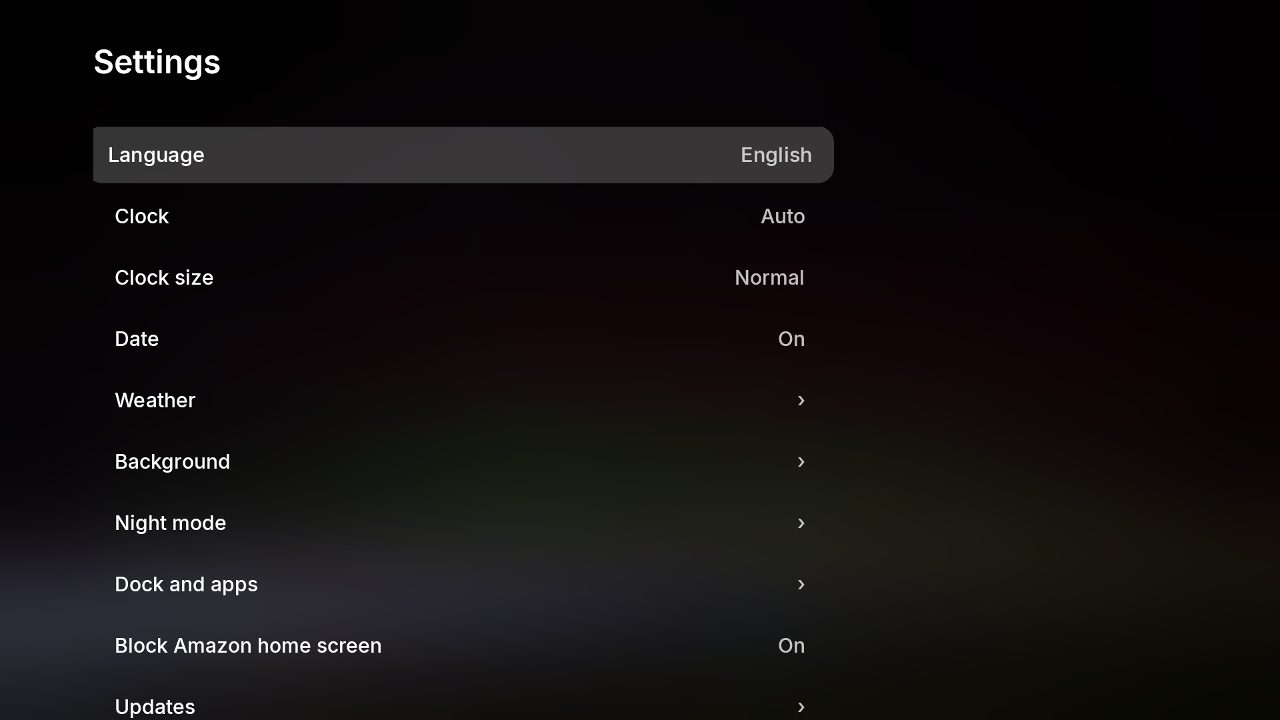 Settings
Language English
Clock Auto
Clock size Normal
Date On
Weather ›
Background ›
Night mode ›
Dock and apps ›
Block Amazon home screen On
Updates ›